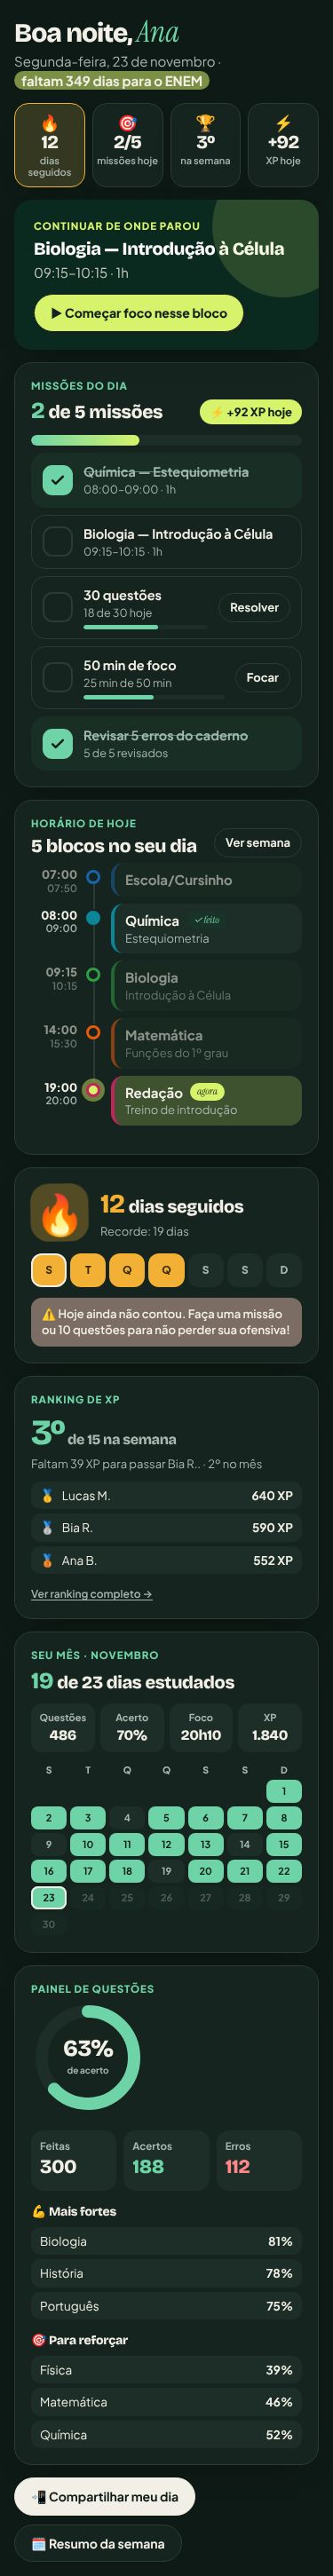 Boa noite, Ana
Segunda-feira, 23 de novembro ·
faltam 349 dias para o ENEM
🔥
12
dias
seguidos
🎯
2/5
missões hoje
🏆
3º
na semana
⚡
+92
XP hoje
CONTINUAR DE ONDE PAROU
Biologia — Introdução à Célula
09:15–10:15 · 1h
▶ Começar foco nesse bloco
MISSÕES DO DIA
2 de 5 missões
⚡ +92 XP hoje
Química — Estequiometria
08:00–09:00 · 1h
Biologia — Introdução à Célula
09:15–10:15 · 1h
30 questões
18 de 30 hoje
Resolver
50 min de foco
25 min de 50 min
Focar
Revisar 5 erros do caderno
5 de 5 revisados
HORÁRIO DE HOJE
5 blocos no seu dia
Ver semana
07:00
07:50
Escola/Cursinho
08:00
09:00
Química ✓ feito
Estequiometria
09:15
10:15
Biologia
Introdução à Célula
14:00
15:30
Matemática
Funções do 1º grau
19:00
20:00
Redação agora
Treino de introdução
🔥
12 dias seguidos
Recorde: 19 dias
S T Q Q S S D
⚠️ Hoje ainda não contou. Faça uma missão
ou 10 questões para não perder sua ofensiva!
RANKING DE XP
3º de 15 na semana
Faltam 39 XP para passar Bia R.. · 2º no mês
🥇 Lucas M. 640 XP
🥈 Bia R. 590 XP
🥉 Ana B. 552 XP
Ver ranking completo →
SEU MÊS · NOVEMBRO
19 de 23 dias estudados
Questões
486
Acerto
70%
Foco
20h10
XP
1.840
S T Q Q S S D
1
2 3 4 5 6 7 8
9 10 11 12 13 14 15
16 17 18 19 20 21 22
23 24 25 26 27 28 29
30
PAINEL DE QUESTÕES
63%
de acerto
Feitas
300
Acertos
188
Erros
112
💪 Mais fortes
Biologia 81%
História 78%
Português 75%
🎯 Para reforçar
Física 39%
Matemática 46%
Química 52%
📲 Compartilhar meu dia
🗓️ Resumo da semana